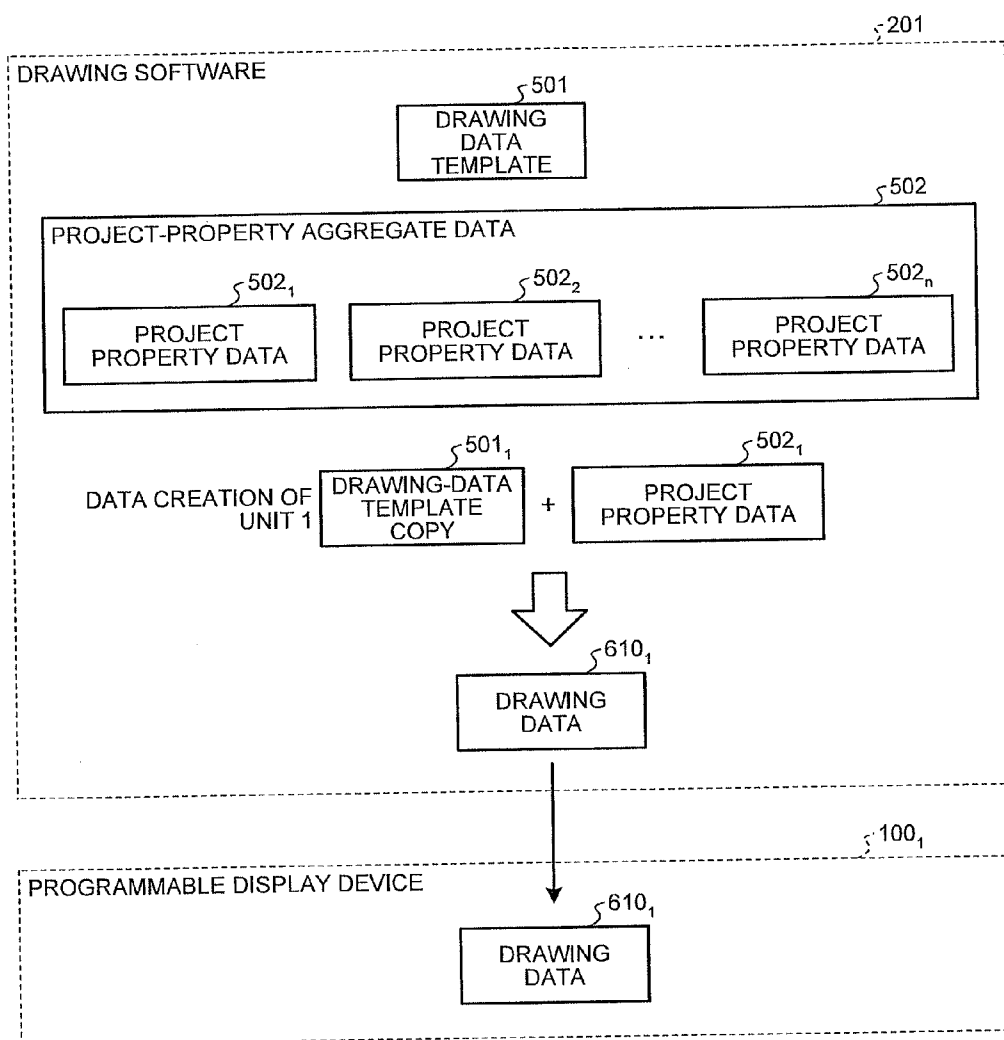 201
DRAWING SOFTWARE
501
DRAWING
DATA
TEMPLATE
502
PROJECT-PROPERTY AGGREGATE DATA
502₁
PROJECT
PROPERTY DATA
502₂
PROJECT
PROPERTY DATA
...
502ₙ
PROJECT
PROPERTY DATA
DATA CREATION OF
UNIT 1
501₁
DRAWING-DATA
TEMPLATE
COPY
+
502₁
PROJECT
PROPERTY DATA
610₁
DRAWING
DATA
100₁
PROGRAMMABLE DISPLAY DEVICE
610₁
DRAWING
DATA